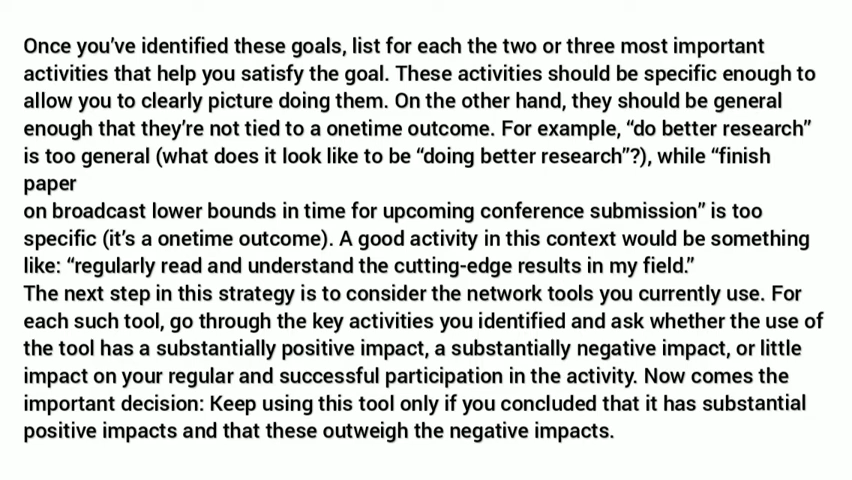 Once you’ve identified these goals, list for each the two or three most important
activities that help you satisfy the goal. These activities should be specific enough to
allow you to clearly picture doing them. On the other hand, they should be general
enough that they’re not tied to a onetime outcome. For example, “do better research”
is too general (what does it look like to be “doing better research”?), while “finish
paper
on broadcast lower bounds in time for upcoming conference submission” is too
specific (it’s a onetime outcome). A good activity in this context would be something
like: “regularly read and understand the cutting-edge results in my field.”
The next step in this strategy is to consider the network tools you currently use. For
each such tool, go through the key activities you identified and ask whether the use of
the tool has a substantially positive impact, a substantially negative impact, or little
impact on your regular and successful participation in the activity. Now comes the
important decision: Keep using this tool only if you concluded that it has substantial
positive impacts and that these outweigh the negative impacts.